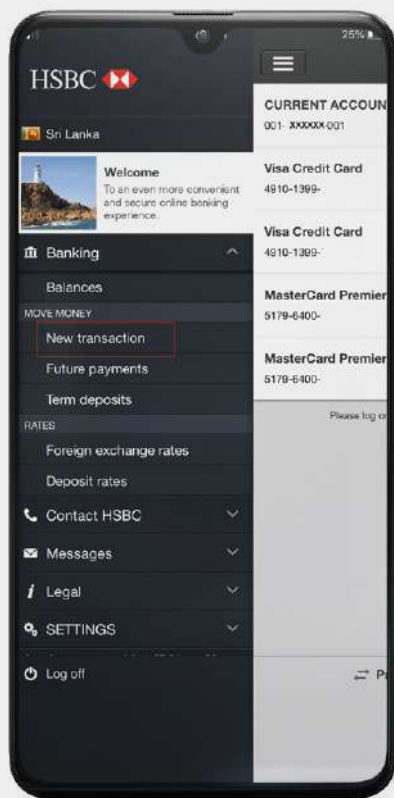 25%
HSBC
Sri Lanka
Welcome
To an even more convenient
and secure online banking
experience.
Banking
Balances
MOVE MONEY
New transaction
Future payments
Term deposits
RATES
Foreign exchange rates
Deposit rates
Contact HSBC
Messages
i Legal
SETTINGS
Log off
CURRENT ACCOUN
001- XXXXXX-001
Visa Credit Card
4910-1399-
Visa Credit Card
4910-1399-
MasterCard Premier
5179-6400-
MasterCard Premier
5179-6400-
Please log